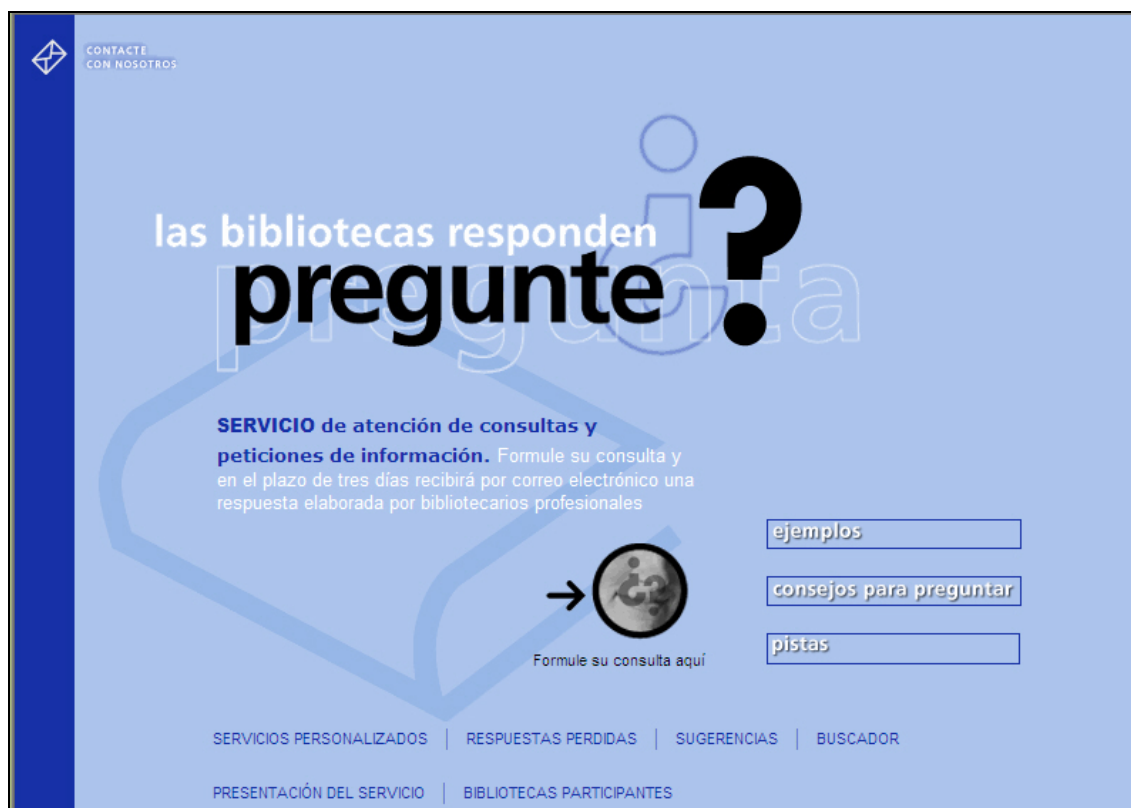 CONTACTE
CON NOSOTROS
las bibliotecas responden
pregunte?
pregunta
¿
SERVICIO de atención de consultas y
peticiones de información. Formule su consulta y
en el plazo de tres días recibirá por correo electrónico una
respuesta elaborada por bibliotecarios profesionales
ejemplos
¿?
consejos para preguntar
pistas
Formule su consulta aquí
SERVICIOS PERSONALIZADOS | RESPUESTAS PERDIDAS | SUGERENCIAS | BUSCADOR
PRESENTACIÓN DEL SERVICIO | BIBLIOTECAS PARTICIPANTES